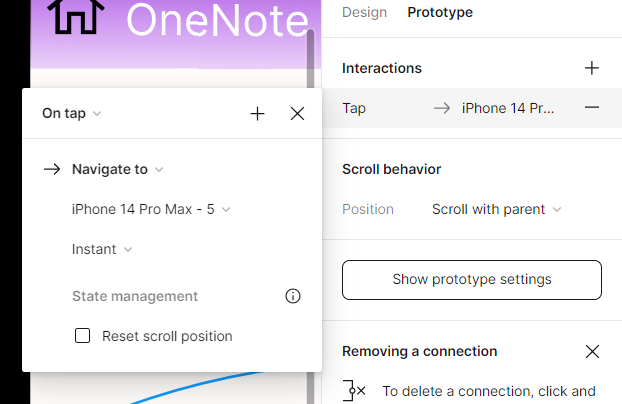 OneNote
Design Prototype
Interactions
Tap iPhone 14 Pr...
On tap
Navigate to
iPhone 14 Pro Max - 5
Instant
State management
Reset scroll position
Scroll behavior
Position Scroll with parent
Show prototype settings
Removing a connection
To delete a connection, click and